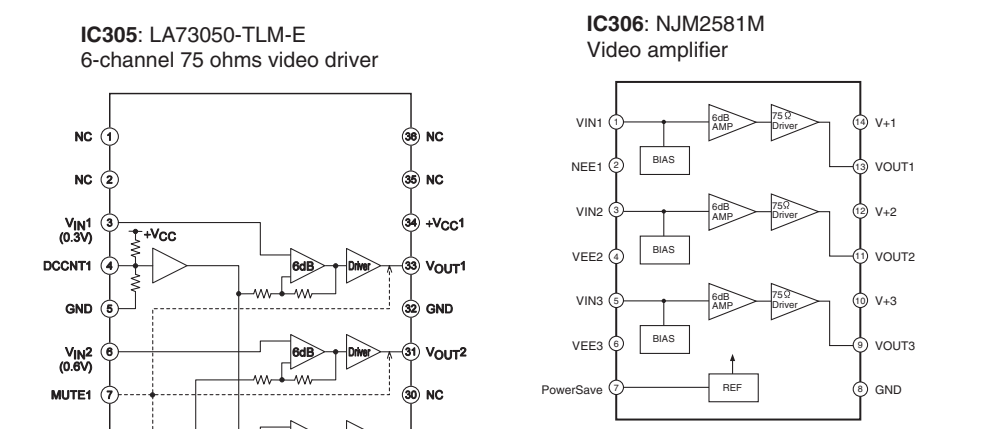 IC305: LA73050-TLM-E
6-channel 75 ohms video driver
NC 1
NC 2
VIN1 3
(0.3V)
+VCC
DCCNT1 4
GND 5
VIN2 6
(0.6V)
MUTE1 7
6dB Driver
6dB Driver
36 NC
35 NC
34 +VCC1
33 VOUT1
32 GND
31 VOUT2
30 NC
IC306: NJM2581M
Video amplifier
VIN1 1
NEE1 2
VIN2 3
VEE2 4
VIN3 5
VEE3 6
PowerSave 7
BIAS
6dB
AMP
75Ω
Driver
BIAS
6dB
AMP
75Ω
Driver
BIAS
6dB
AMP
75Ω
Driver
REF
14 V+1
13 VOUT1
12 V+2
11 VOUT2
10 V+3
9 VOUT3
8 GND